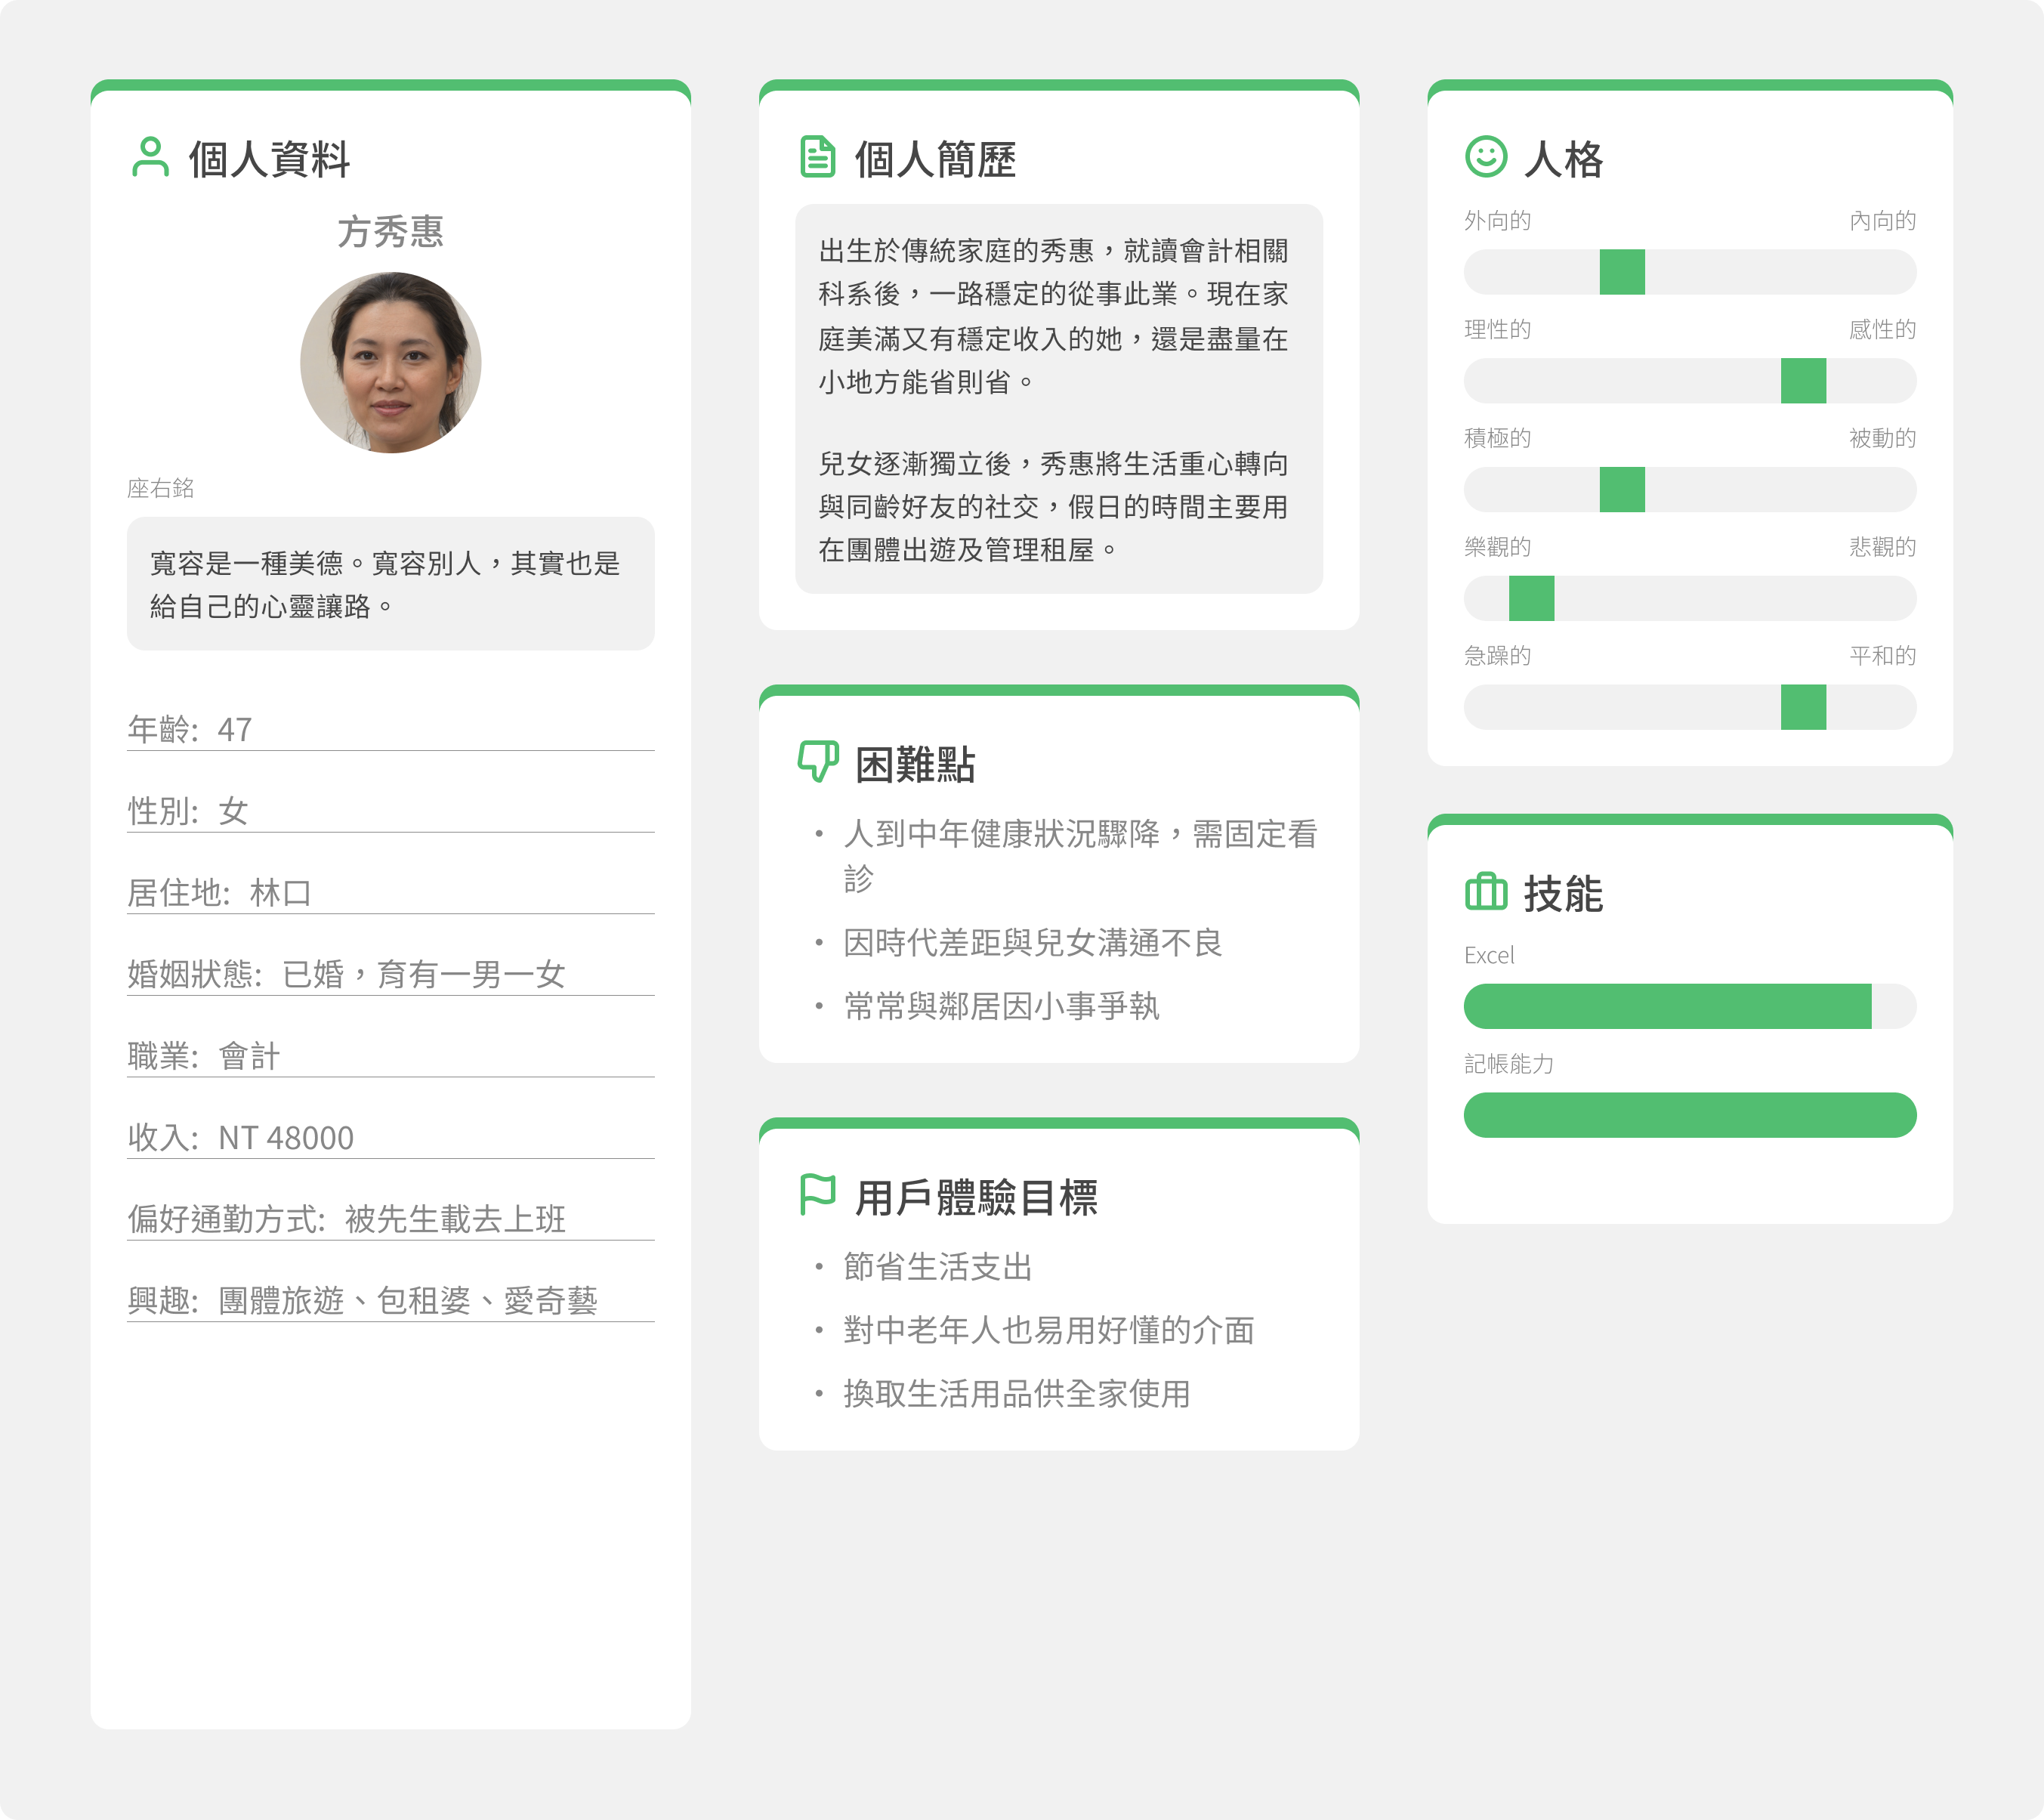 個人資料
方秀惠
座右銘
寬容是一種美德。寬容別人，其實也是
給自己的心靈讓路。
年齡: 47
性別: 女
居住地: 林口
婚姻狀態: 已婚，育有一男一女
職業: 會計
收入: NT 48000
偏好通勤方式: 被先生載去上班
興趣: 團體旅遊、包租婆、愛奇藝
個人簡歷
出生於傳統家庭的秀惠，就讀會計相關
科系後，一路穩定的從事此業。現在家
庭美滿又有穩定收入的她，還是盡量在
小地方能省則省。
兒女逐漸獨立後，秀惠將生活重心轉向
與同齡好友的社交，假日的時間主要用
在團體出遊及管理租屋。
困難點
• 人到中年健康狀況驟降，需固定看
診
• 因時代差距與兒女溝通不良
• 常常與鄰居因小事爭執
用戶體驗目標
• 節省生活支出
• 對中老年人也易用好懂的介面
• 換取生活用品供全家使用
人格
外向的 內向的
理性的 感性的
積極的 被動的
樂觀的 悲觀的
急躁的 平和的
技能
Excel
記帳能力